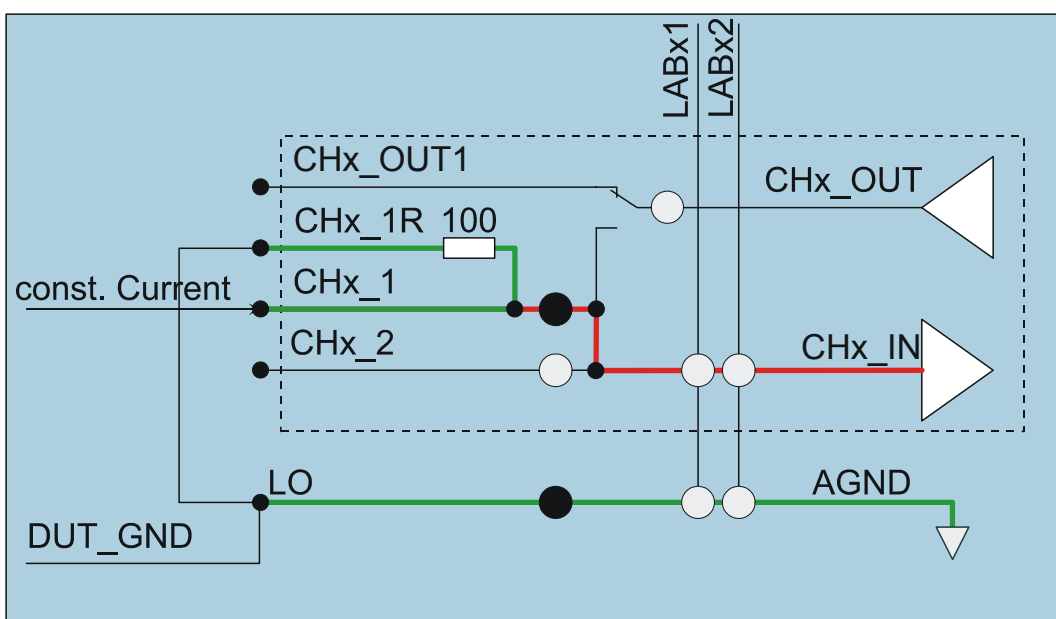 LABx1
LABx2
CHx_OUT1
CHx_OUT
CHx_1R 100
const. Current
CHx_1
CHx_2
CHx_IN
LO
AGND
DUT_GND